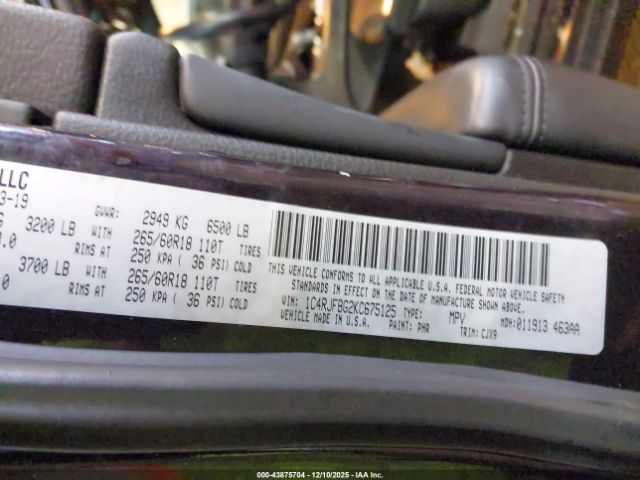 LLC
3-19
GVWR: 2949 KG 6500 LB
3200 LB WITH 265/60R18 110T TIRES
.0 RIMS AT 250 KPA ( 36 PSI) COLD
3700 LB WITH 265/60R18 110T TIRES
.0 RIMS AT 250 KPA ( 36 PSI) COLD
THIS VEHICLE CONFORMS TO ALL APPLICABLE U.S.A. FEDERAL MOTOR VEHICLE SAFETY
STANDARDS IN EFFECT ON THE DATE OF MANUFACTURE SHOWN ABOVE.
VIN: 1C4RJFBG2KC675125 TYPE: MPV MDH:011913 463AA
VEHICLE MADE IN U.S.A. PAINT: PHR TRIM: CJX9
00-43875704 - 12/10/2025 - IAA Inc.